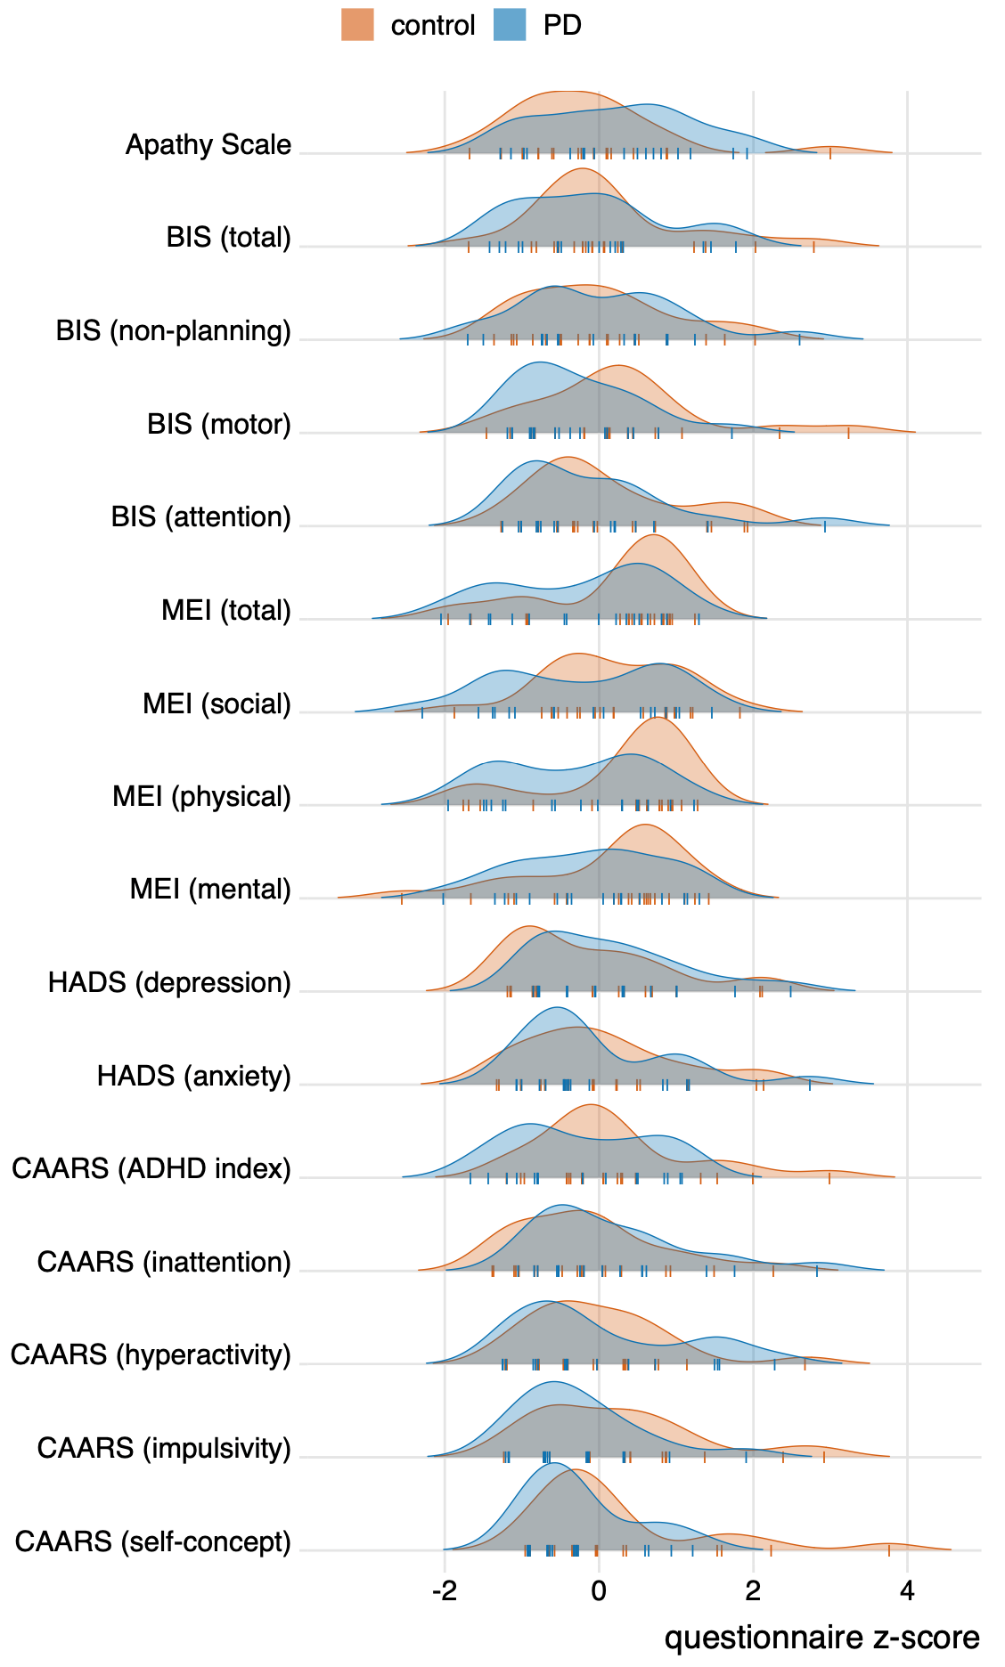 control PD
Apathy Scale
BIS (total)
BIS (non-planning)
BIS (motor)
BIS (attention)
MEI (total)
MEI (social)
MEI (physical)
MEI (mental)
HADS (depression)
HADS (anxiety)
CAARS (ADHD index)
CAARS (inattention)
CAARS (hyperactivity)
CAARS (impulsivity)
CAARS (self-concept)
-2 0 2 4
questionnaire z-score